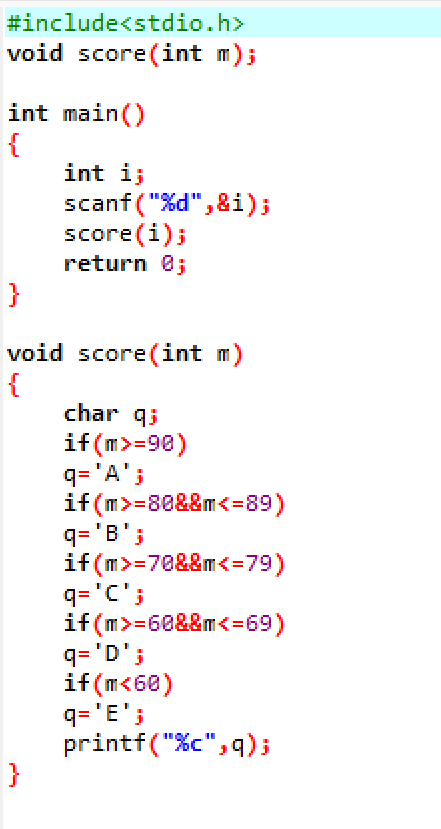 #include<stdio.h>
void score(int m);
int main()
{
int i;
scanf("%d",&i);
score(i);
return 0;
}
void score(int m)
{
char q;
if(m>=90)
q='A';
if(m>=80&&m<=89)
q='B';
if(m>=70&&m<=79)
q='C';
if(m>=60&&m<=69)
q='D';
if(m<60)
q='E';
printf("%c",q);
}